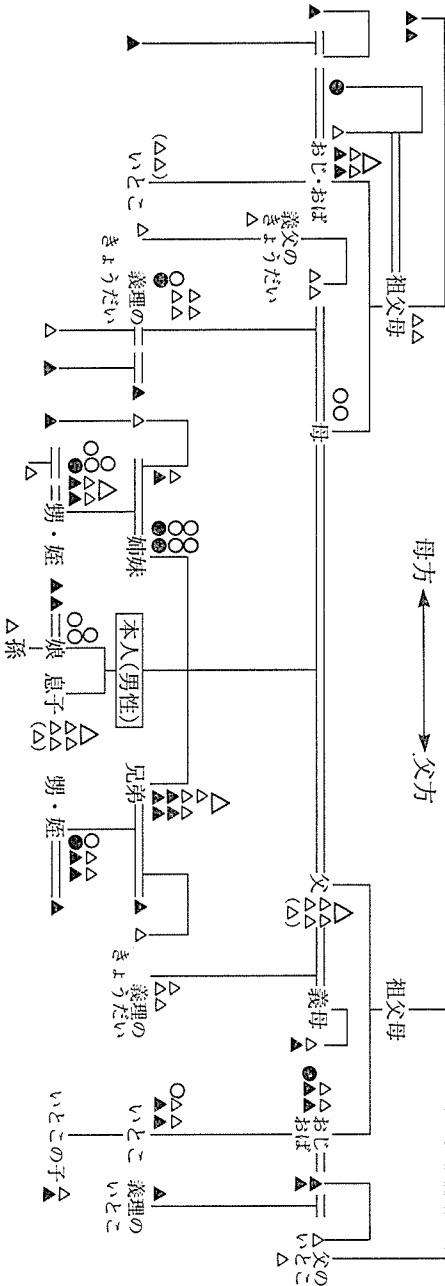 母方 ↔ 父方
祖父母
祖父母
おじ・おば
義父の
きょうだい
母
父
義母
おじ
おば
父の
いとこ
いとこ
義理の
きょうだい
姉妹
本人(男性)
兄弟
義理の
きょうだい
いとこ
義理の
いとこ
甥・姪
娘
息子
甥・姪
いとこの子
孫